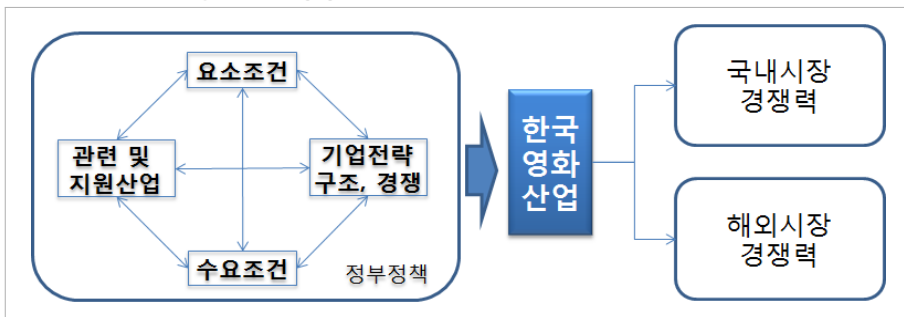 요소조건
관련 및
지원산업
기업전략
구조, 경쟁
수요조건
정부정책
한국
영화
산업
국내시장
경쟁력
해외시장
경쟁력